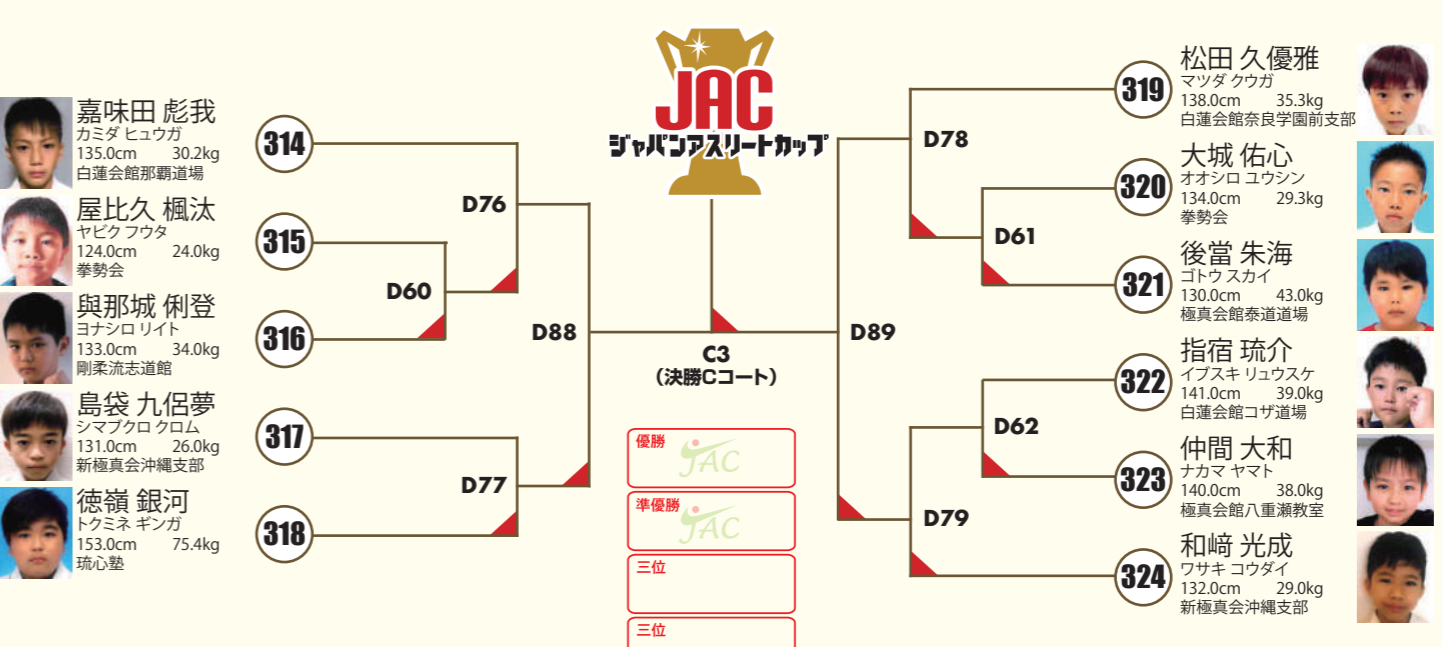 JAC
ジャパンアスリートカップ
嘉味田 彪我
カミダ ヒュウガ
135.0cm 30.2kg
白蓮会館那覇道場
314
屋比久 楓汰
ヤビク フウタ
124.0cm 24.0kg
拳勢会
315
與那城 俐登
ヨナシロ リイト
133.0cm 34.0kg
剛柔流志道館
316
島袋 九侶夢
シマブクロ クロム
131.0cm 26.0kg
新極真会沖縄支部
317
徳嶺 銀河
トクミネ ギンガ
153.0cm 75.4kg
琉心塾
318
D76
D60
D88
D77
C3
（決勝Cコート）
優勝
JAC
準優勝
JAC
三位
三位
D89
D78
D61
D62
D79
319
松田 久優雅
マツダ クウガ
138.0cm 35.3kg
白蓮会館奈良学園前支部
320
大城 佑心
オオシロ ユウシン
134.0cm 29.3kg
拳勢会
321
後當 朱海
ゴトウ スカイ
130.0cm 43.0kg
極真会館泰道道場
322
指宿 琉介
イブスキ リュウスケ
141.0cm 39.0kg
白蓮会館コザ道場
323
仲間 大和
ナカマ ヤマト
140.0cm 38.0kg
極真会館八重瀬教室
324
和﨑 光成
ワサキ コウダイ
132.0cm 29.0kg
新極真会沖縄支部